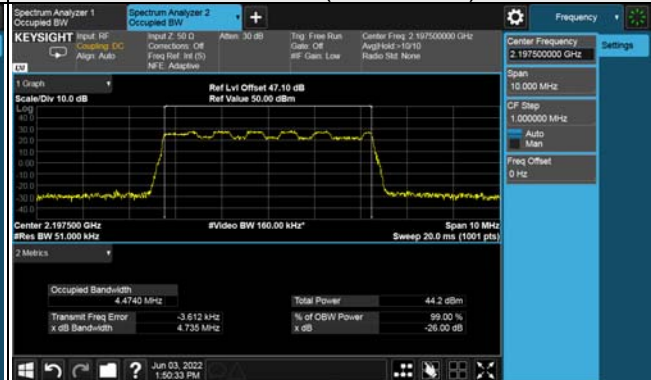 Spectrum Analyzer 1
Occupied BW
Spectrum Analyzer 2
Occupied BW
+
Frequency
KEYSIGHT
Input: RF
Coupling: DC
Align: Auto
Input Z: 50 Ω
Corrections: Off
Freq Ref: Int (S)
NFE: Adaptive
Atten: 30 dB
Trig: Free Run
Gate: Off
#IF Gain: Low
Center Freq: 2.197500000 GHz
Avg|Hold:>10/10
Radio Std: None
Center Frequency
2.197500000 GHz
Settings
Span
10.000 MHz
CF Step
1.000000 MHz
Auto
Man
Freq Offset
0 Hz
1 Graph
Scale/Div 10.0 dB
Ref Lvl Offset 47.10 dB
Ref Value 50.00 dBm
Log
40.0
30.0
20.0
10.0
0.00
-10.0
-20.0
-30.0
-40.0
Center 2.197500 GHz
#Res BW 51.000 kHz
#Video BW 160.00 kHz*
Span 10 MHz
Sweep 20.0 ms (1001 pts)
2 Metrics
Occupied Bandwidth
4.4740 MHz
Total Power 44.2 dBm
Transmit Freq Error -3.612 kHz
% of OBW Power 99.00 %
x dB Bandwidth 4.735 MHz
x dB -26.00 dB
?
Jun 03, 2022
1:50:33 PM